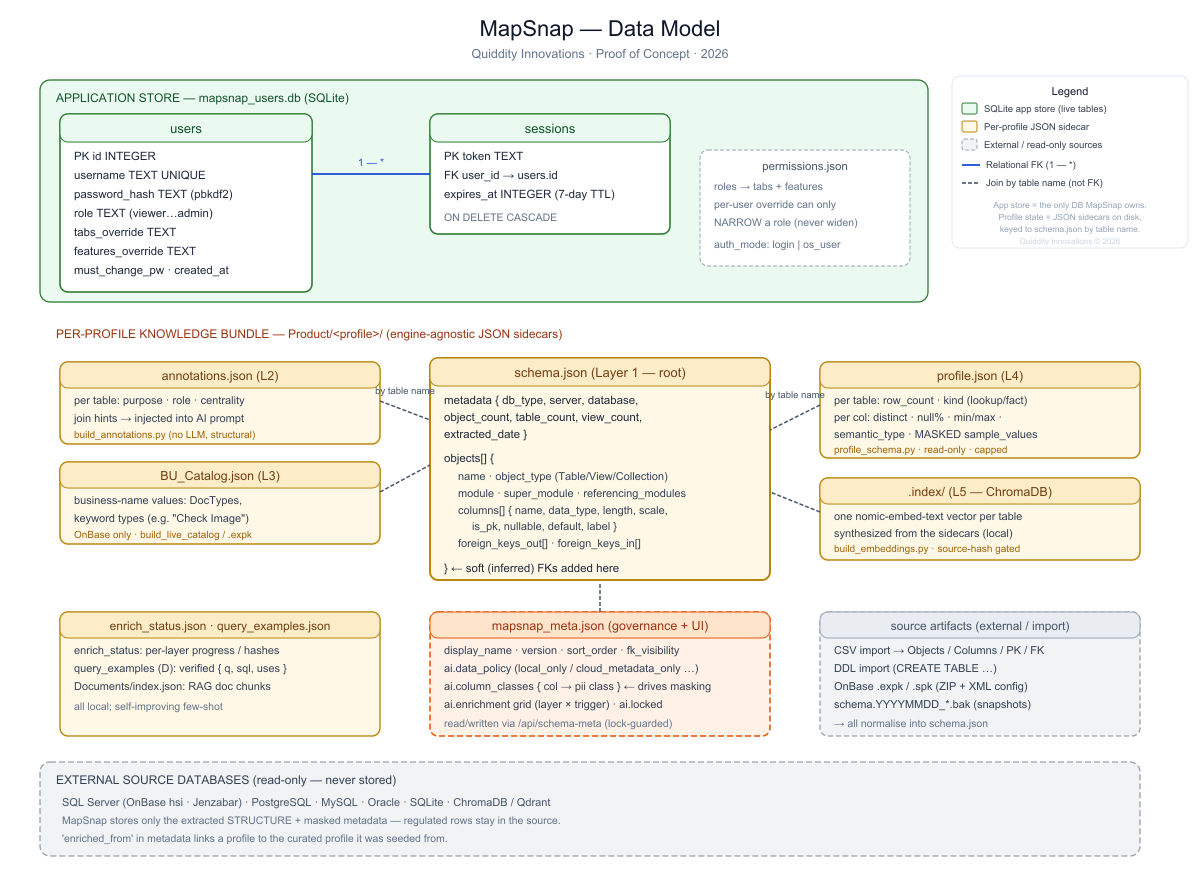 MapSnap — Data Model
Quiddity Innovations · Proof of Concept · 2026
APPLICATION STORE — mapsnap_users.db (SQLite)
users
PK id INTEGER
username TEXT UNIQUE
password_hash TEXT (pbkdf2)
role TEXT (viewer…admin)
tabs_override TEXT
features_override TEXT
must_change_pw · created_at
1 — *
sessions
PK token TEXT
FK user_id → users.id
expires_at INTEGER (7-day TTL)
ON DELETE CASCADE
permissions.json
roles → tabs + features
per-user override can only
NARROW a role (never widen)
auth_mode: login | os_user
Legend
SQLite app store (live tables)
Per-profile JSON sidecar
External / read-only sources
Relational FK (1 — *)
Join by table name (not FK)
App store = the only DB MapSnap owns.
Profile state = JSON sidecars on disk,
keyed to schema.json by table name.
Quiddity Innovations © 2026
PER-PROFILE KNOWLEDGE BUNDLE — Product/<profile>/ (engine-agnostic JSON sidecars)
annotations.json (L2)
per table: purpose · role · centrality
join hints → injected into AI prompt
build_annotations.py (no LLM, structural)
by table name
BU_Catalog.json (L3)
business-name values: DocTypes,
keyword types (e.g. "Check Image")
OnBase only · build_live_catalog / .expk
schema.json (Layer 1 — root)
metadata { db_type, server, database,
object_count, table_count, view_count,
extracted_date }
objects[] {
name · object_type (Table/View/Collection)
module · super_module · referencing_modules
columns[] { name, data_type, length, scale,
is_pk, nullable, default, label }
foreign_keys_out[] · foreign_keys_in[]
} ← soft (inferred) FKs added here
by table name
profile.json (L4)
per table: row_count · kind (lookup/fact)
per col: distinct · null% · min/max ·
semantic_type · MASKED sample_values
profile_schema.py · read-only · capped
.index/ (L5 — ChromaDB)
one nomic-embed-text vector per table
synthesized from the sidecars (local)
build_embeddings.py · source-hash gated
enrich_status.json · query_examples.json
enrich_status: per-layer progress / hashes
query_examples (D): verified { q, sql, uses }
Documents/index.json: RAG doc chunks
all local; self-improving few-shot
mapsnap_meta.json (governance + UI)
display_name · version · sort_order · fk_visibility
ai.data_policy (local_only / cloud_metadata_only …)
ai.column_classes { col → pii class } ← drives masking
ai.enrichment grid (layer × trigger) · ai.locked
read/written via /api/schema-meta (lock-guarded)
source artifacts (external / import)
CSV import → Objects / Columns / PK / FK
DDL import (CREATE TABLE …)
OnBase .expk / .spk (ZIP + XML config)
schema.YYYYMMDD_*.bak (snapshots)
→ all normalise into schema.json
EXTERNAL SOURCE DATABASES (read-only — never stored)
SQL Server (OnBase hsi · Jenzabar) · PostgreSQL · MySQL · Oracle · SQLite · ChromaDB / Qdrant
MapSnap stores only the extracted STRUCTURE + masked metadata — regulated rows stay in the source.
'enriched_from' in metadata links a profile to the curated profile it was seeded from.